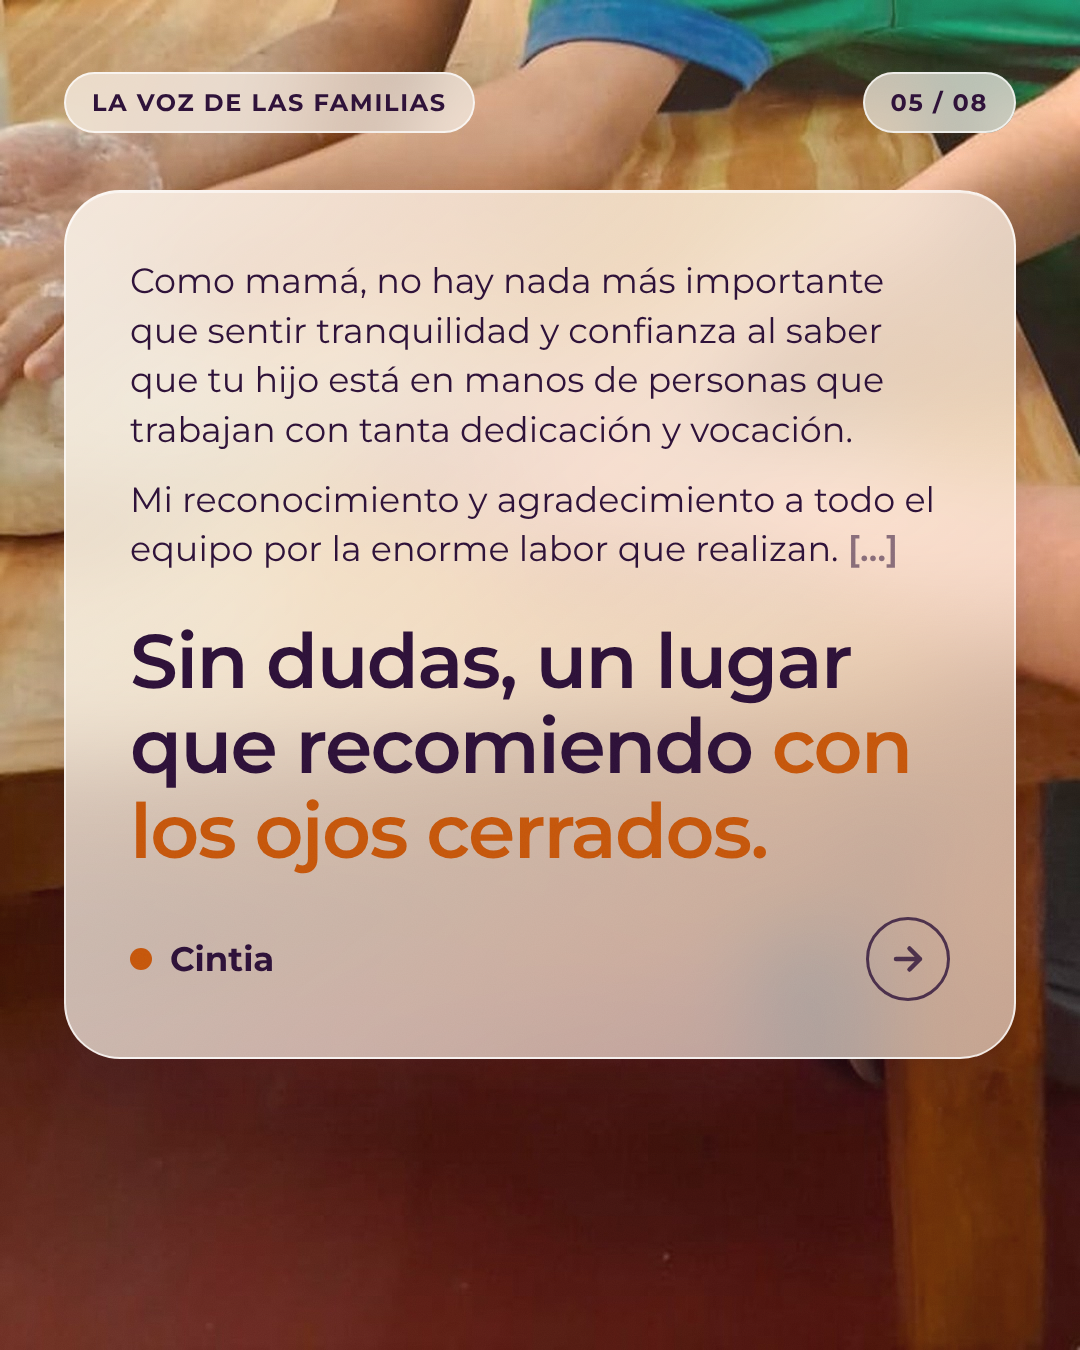 LA VOZ DE LAS FAMILIAS
05 / 08
Como mamá, no hay nada más importante
que sentir tranquilidad y confianza al saber
que tu hijo está en manos de personas que
trabajan con tanta dedicación y vocación.
Mi reconocimiento y agradecimiento a todo el
equipo por la enorme labor que realizan. [...]
Sin dudas, un lugar
que recomiendo con
los ojos cerrados.
Cintia